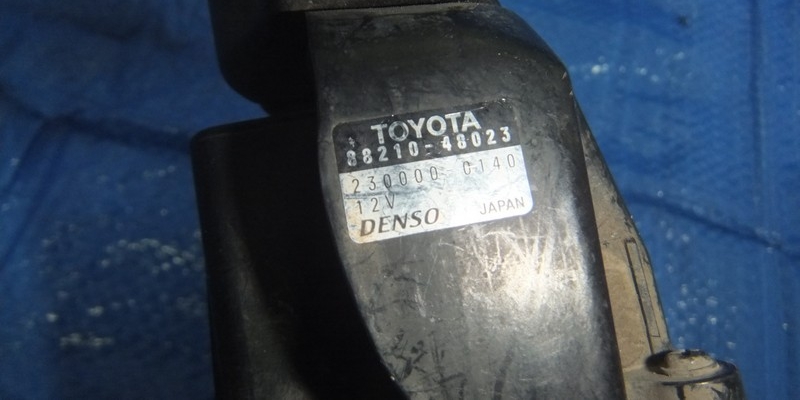 TOYOTA
88210-48023
230000 0140
12V
DENSO JAPAN